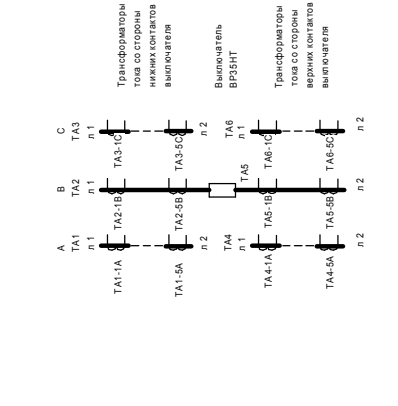 Трансформаторы
тока со стороны
нижних контактов
выключателя
Выключатель
ВР35НТ
Трансформаторы
тока со стороны
верхних контактов
выключателя
C
TA3
л 1
TA3-1C
TA3-5C
л 2
TA6
л 1
TA6-1C
TA6-5C
л 2
B
TA2
л 1
TA2-1B
TA2-5B
TA5
TA5-1B
TA5-5B
л 2
A
TA1
л 1
TA1-1A
TA1-5A
л 2
TA4
л 1
TA4-1A
TA4-5A
л 2